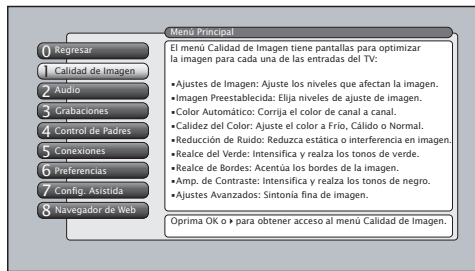 Menú Principal
0 Regresar
1 Calidad de Imagen
2 Audio
3 Grabaciones
4 Control de Padres
5 Conexiones
6 Preferencias
7 Config. Asistida
8 Navegador de Web
El menú Calidad de Imagen tiene pantallas para optimizar
la imagen para cada una de las entradas del TV:
▪Ajustes de Imagen: Ajuste los niveles que afectan la imagen.
▪Imagen Preestablecida: Elija niveles de ajuste de imagen.
▪Color Automático: Corrija el color de canal a canal.
▪Calidez del Color: Ajuste el color a Frío, Cálido o Normal.
▪Reducción de Ruido: Reduzca estática o interferencia en imagen.
▪Realce del Verde: Intensifica y realza los tonos de verde.
▪Realce de Bordes: Acentúa los bordes de la imagen.
▪Amp. de Contraste: Intensifica y realza los tonos de negro.
▪Ajustes Avanzados: Sintonía fina de imagen.
Oprima OK o ▸ para obtener acceso al menú Calidad de Imagen.